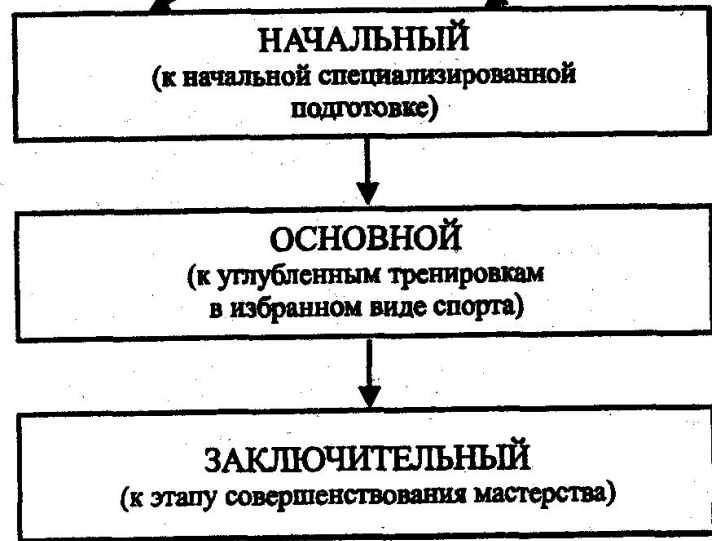 НАЧАЛЬНЫЙ
(к начальной специализированной
подготовке)
ОСНОВНОЙ
(к углубленным тренировкам
в избранном виде спорта)
ЗАКЛЮЧИТЕЛЬНЫЙ
(к этапу совершенствования мастерства)